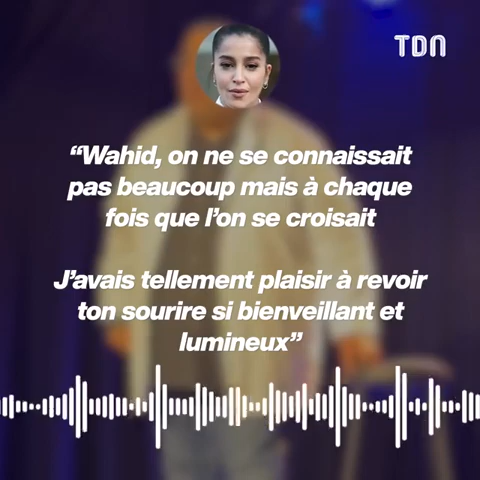 TDN
“Wahid, on ne se connaissait
pas beaucoup mais à chaque
fois que l’on se croisait
J’avais tellement plaisir à revoir
ton sourire si bienveillant et
lumineux”